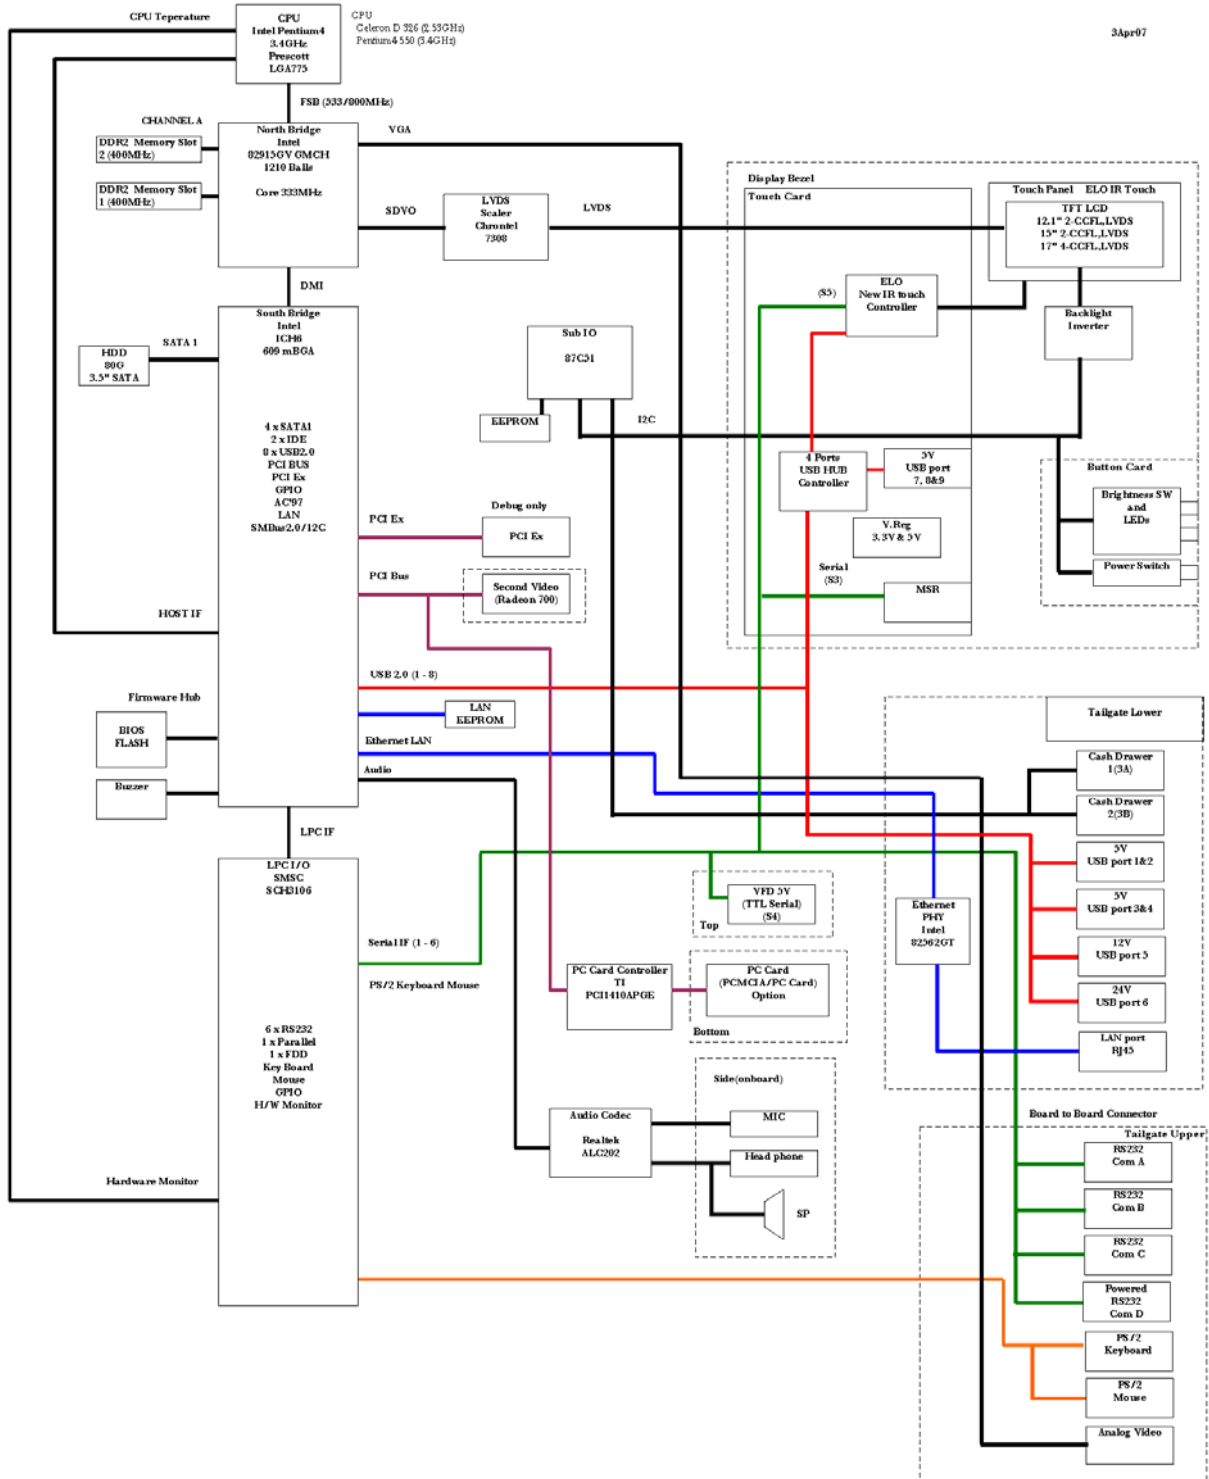 CPU Teperature
CPU
Intel Pentium4
3.4GHz
Prescott
LGA775
CPU
Celeron D 326 (2.53GHz)
Pentium4 550 (3.4GHz)
3Apr07
FSB (533/800MHz)
CHANNEL A
DDR2 Memory Slot
2 (400MHz)
DDR2 Memory Slot
1 (400MHz)
North Bridge
Intel
82915GV GMCH
1210 Balls
Core 333MHz
VGA
SDVO
LVDS
Scaler
Chrontel
7308
LVDS
Display Bezel
Touch Card
Touch Panel ELO IR Touch
TFT LCD
12.1" 2-CCFL,LVDS
15" 2-CCFL,LVDS
17" 4-CCFL,LVDS
DMI
(S5)
ELO
New IR touch
Controller
Backlight
Inverter
South Bridge
Intel
ICH6
609 mBGA
SATA 1
HDD
80G
3.5" SATA
Sub IO
87C51
EEPROM
I2C
4 x SATA1
2 x IDE
8 x USB2.0
PCI BUS
PCI Ex
GPIO
AC'97
LAN
SMBus2.0/12C
4 Ports
USB HUB
Controller
5V
USB port
7, 8&9
Button Card
Brightness SW
and
LEDs
Power Switch
V.Reg
3.3V & 5V
Serial
(S3)
MSR
PCI Ex
Debug only
PCI Ex
PCI Bus
Second Video
(Radeon 700)
HOST IF
USB 2.0 (1 - 8)
Firmware Hub
BIOS
FLASH
LAN
EEPROM
Ethernet LAN
Audio
Buzzer
Tailgate Lower
Cash Drawer
1(3A)
Cash Drawer
2(3B)
5V
USB port 1&2
5V
USB port 3&4
12V
USB port 5
24V
USB port 6
LAN port
RJ45
LPC IF
LPC I/O
SMSC
SCH3106
VFD 5V
(TTL Serial)
(S4)
Top
Ethernet
PHY
Intel
82562GT
Serial IF (1 - 6)
PS/2 Keyboard Mouse
PC Card Controller
TI
PCI1410APGE
PC Card
(PCMCIA/PC Card)
Option
Bottom
6 x RS232
1 x Parallel
1 x FDD
Key Board
Mouse
GPIO
H/W Monitor
Side(onboard)
Audio Codec
Realtek
ALC202
MIC
Head phone
SP
Hardware Monitor
Board to Board Connector
Tailgate Upper
RS232
Com A
RS232
Com B
RS232
Com C
Powered
RS232
Com D
PS/2
Keyboard
PS/2
Mouse
Analog Video